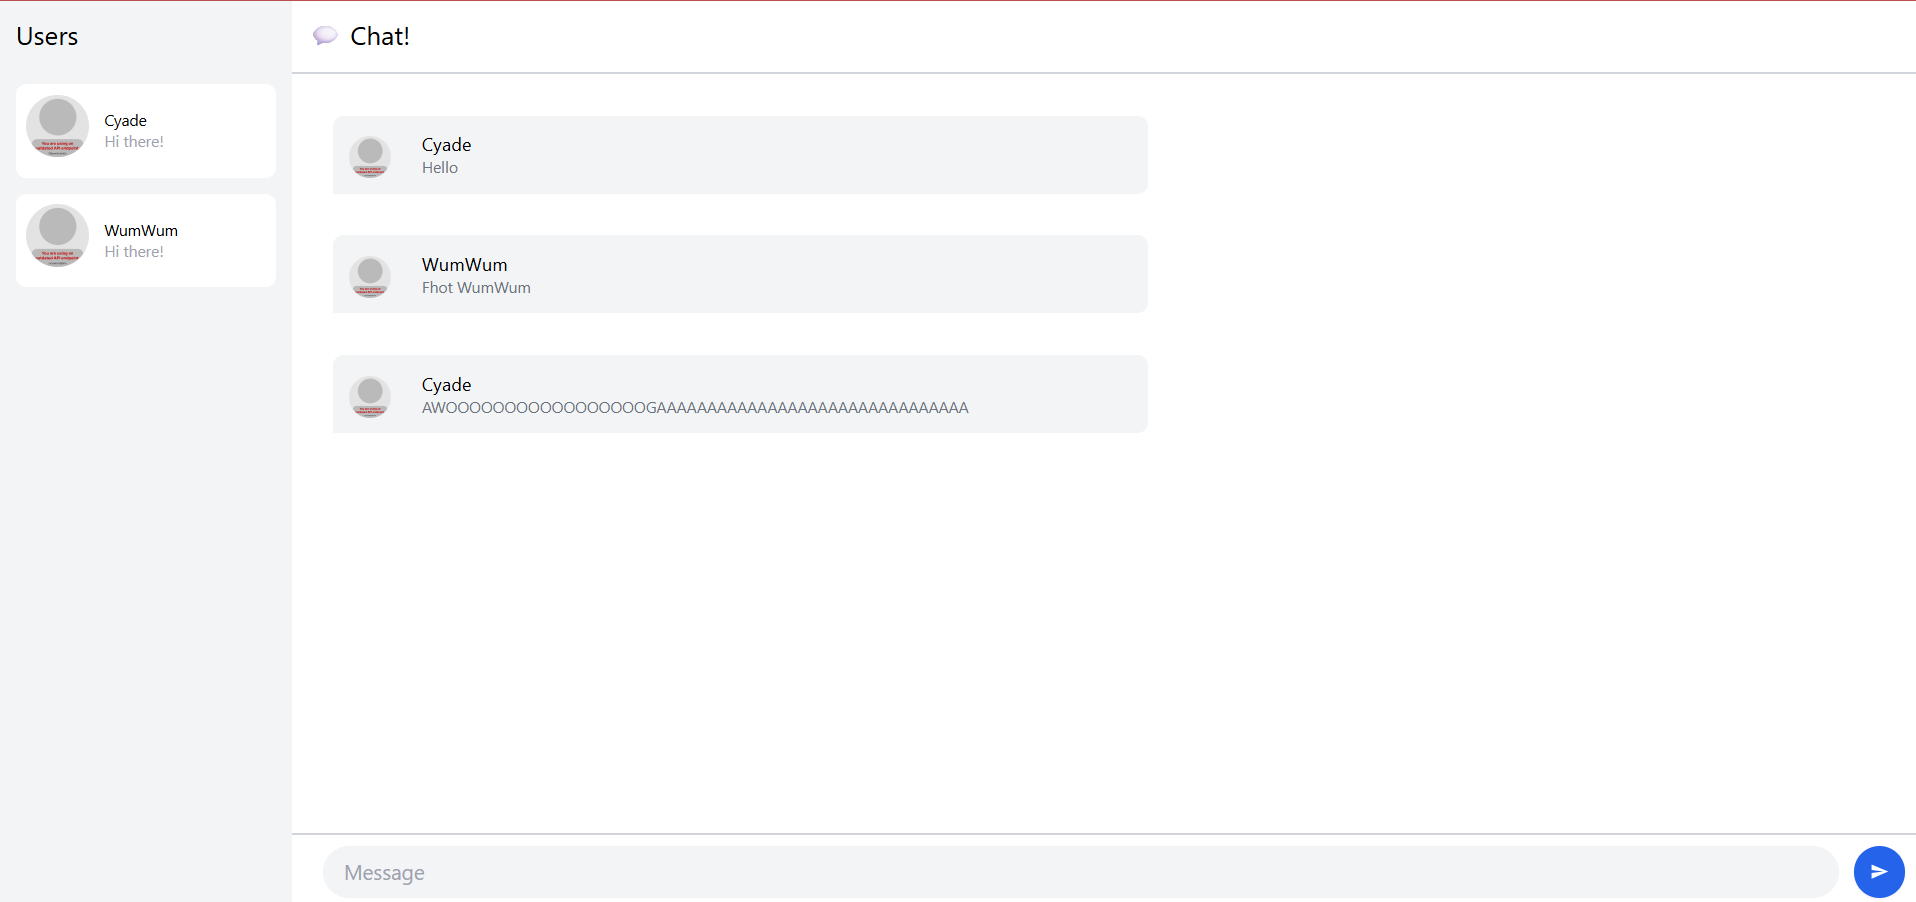 Users
Cyade
Hi there!
WumWum
Hi there!
Chat!
Cyade
Hello
WumWum
Fhot WumWum
Cyade
AWOOOOOOOOOOOOOOOOOGAAAAAAAAAAAAAAAAAAAAAAAAAAAAAAA
Message